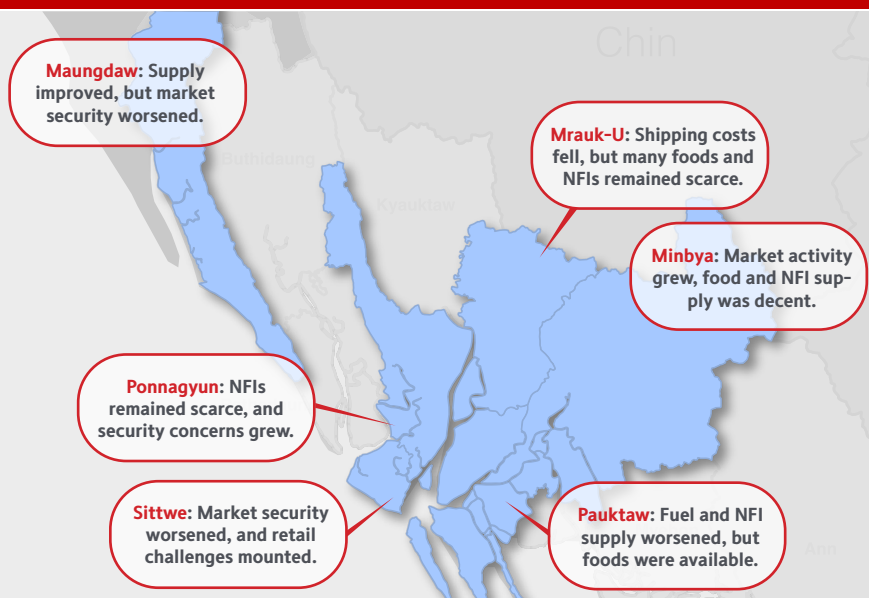 Chin
Maungdaw: Supply
improved, but market
security worsened.
Buthidaung
Kyauktaw
Mrauk-U: Shipping costs
fell, but many foods and
NFIs remained scarce.
Minbya: Market activity
grew, food and NFI sup-
ply was decent.
Ponnagyun: NFIs
remained scarce, and
security concerns grew.
Sittwe: Market security
worsened, and retail
challenges mounted.
Pauktaw: Fuel and NFI
supply worsened, but
foods were available.
Ann